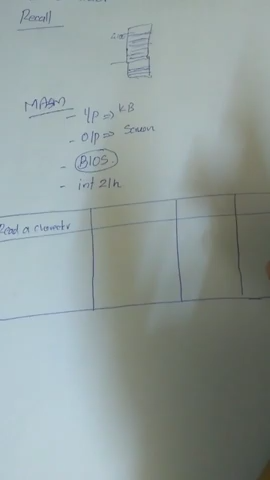 Recall
MASM
- I/p => KB
- O/p => Screen
- BIOS
- int 21h
Read a character